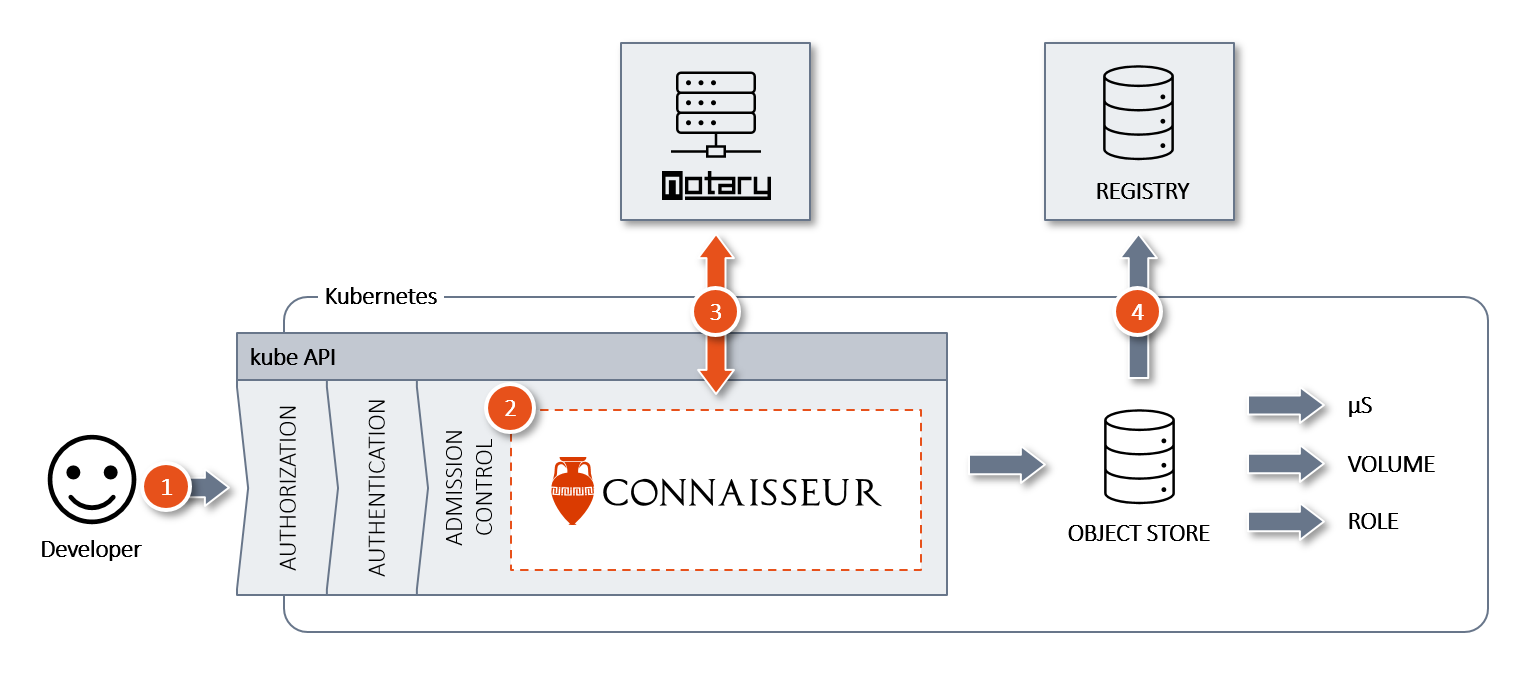 notary
REGISTRY
Kubernetes
3
4
kube API
2
1
Developer
AUTHORIZATION
AUTHENTICATION
ADMISSION
CONTROL
CONNAISSEUR
OBJECT STORE
µS
VOLUME
ROLE